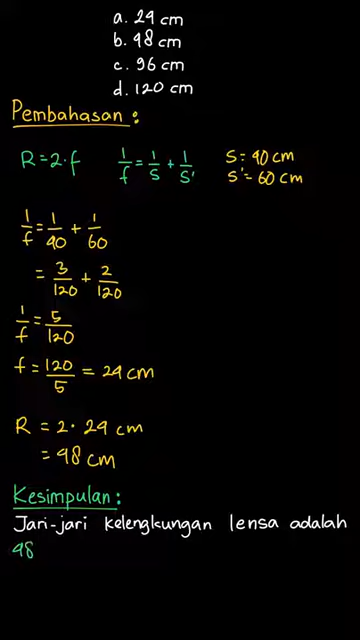 a. 24 cm
b. 48 cm
c. 96 cm
d. 120 cm
Pembahasan :
R = 2 · f 1/f = 1/S + 1/S' S = 40 cm
S' = 60 cm
1/f = 1/40 + 1/60
= 3/120 + 2/120
1/f = 5/120
f = 120/5 = 24 cm
R = 2 · 24 cm
= 48 cm
Kesimpulan :
Jari-jari kelengkungan lensa adalah
48